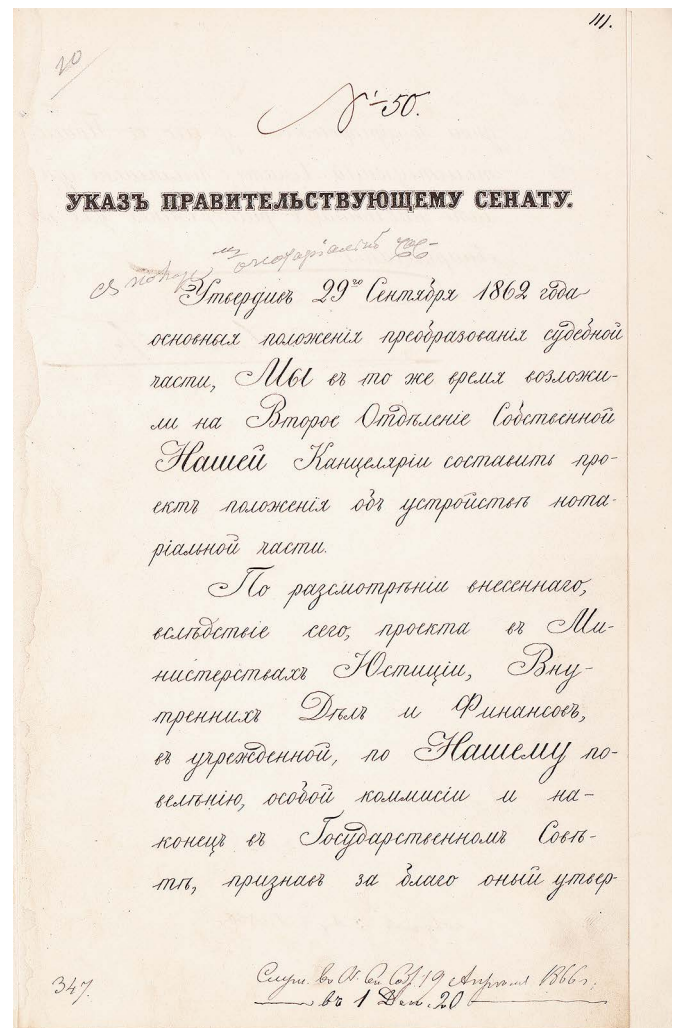 111.
20
№ 50.
УКАЗЪ ПРАВИТЕЛЬСТВУЮЩЕМУ СЕНАТУ.
Утвердивъ 29го Сентября 1862 года
основныя положенія преобразованія судебной
части, МЫ въ то же время возложи-
ли на Второе Отдѣленіе Собственной
НАШЕЙ Канцеляріи составить про-
ектъ положенія объ устройствѣ нота-
ріальной части.
По разсмотрѣніи внесеннаго,
вслѣдствіе сего, проекта въ Ми-
нистерствахъ Юстиціи, Вну-
треннихъ Дѣлъ и Финансовъ,
въ учрежденной, по НАШЕМУ по-
велѣнію, особой коммисіи и на-
конецъ въ Государственномъ Совѣ-
тѣ, признавъ за благо оный утвер-
19 Апрѣля 1866 г.
въ 1 Деп. 20
347.